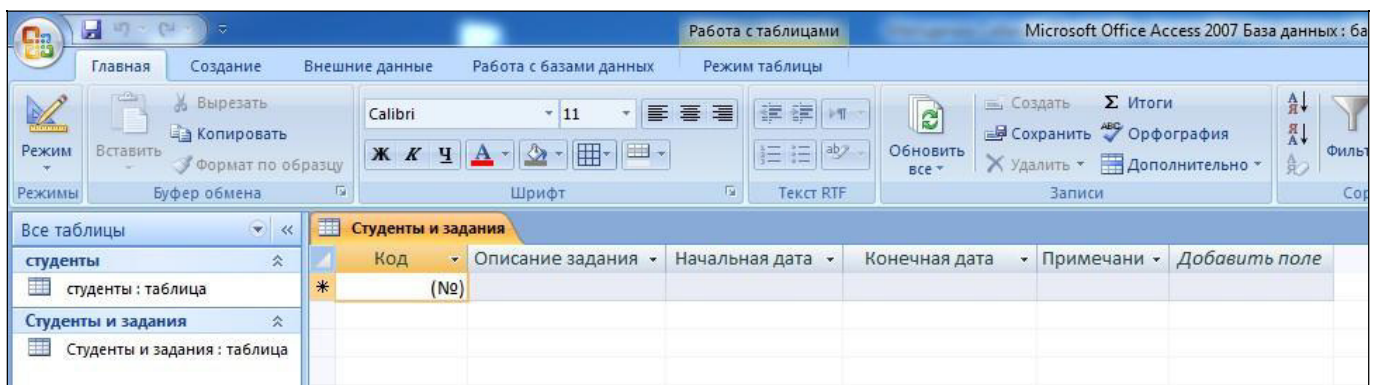 Работа с таблицами Microsoft Office Access 2007 База данных : ба
Главная Создание Внешние данные Работа с базами данных Режим таблицы
Режим
Вставить
Вырезать
Копировать
Формат по образцу
Calibri 11
Ж К Ч
Обновить все
Создать
Сохранить
Удалить
Σ Итоги
Орфография
Дополнительно
Режимы Буфер обмена Шрифт Текст RTF Записи
Все таблицы
Студенты и задания
студенты
студенты : таблица
Студенты и задания
Студенты и задания : таблица
Код Описание задания Начальная дата Конечная дата Примечани Добавить поле
(№)